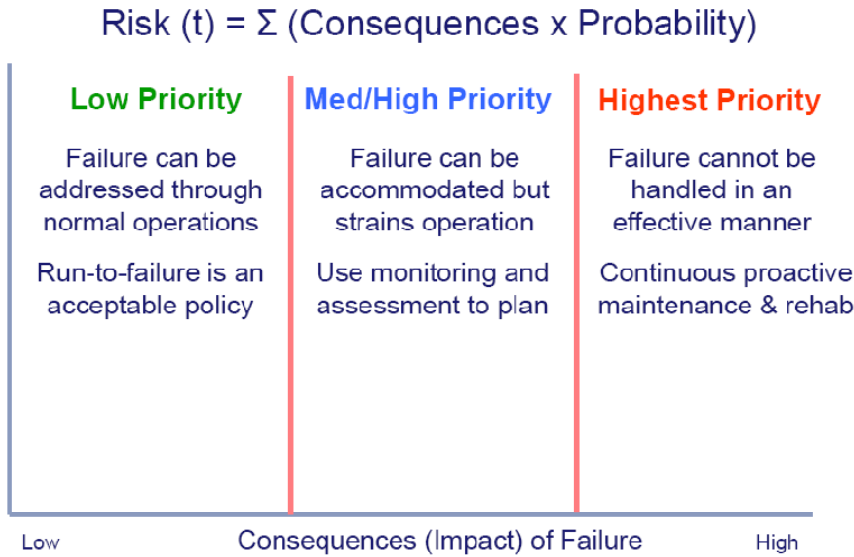 Risk (t) = Σ (Consequences x Probability)
Low Priority
Failure can be
addressed through
normal operations
Run-to-failure is an
acceptable policy
Med/High Priority
Failure can be
accommodated but
strains operation
Use monitoring and
assessment to plan
Highest Priority
Failure cannot be
handled in an
effective manner
Continuous proactive
maintenance & rehab
Low
Consequences (Impact) of Failure
High